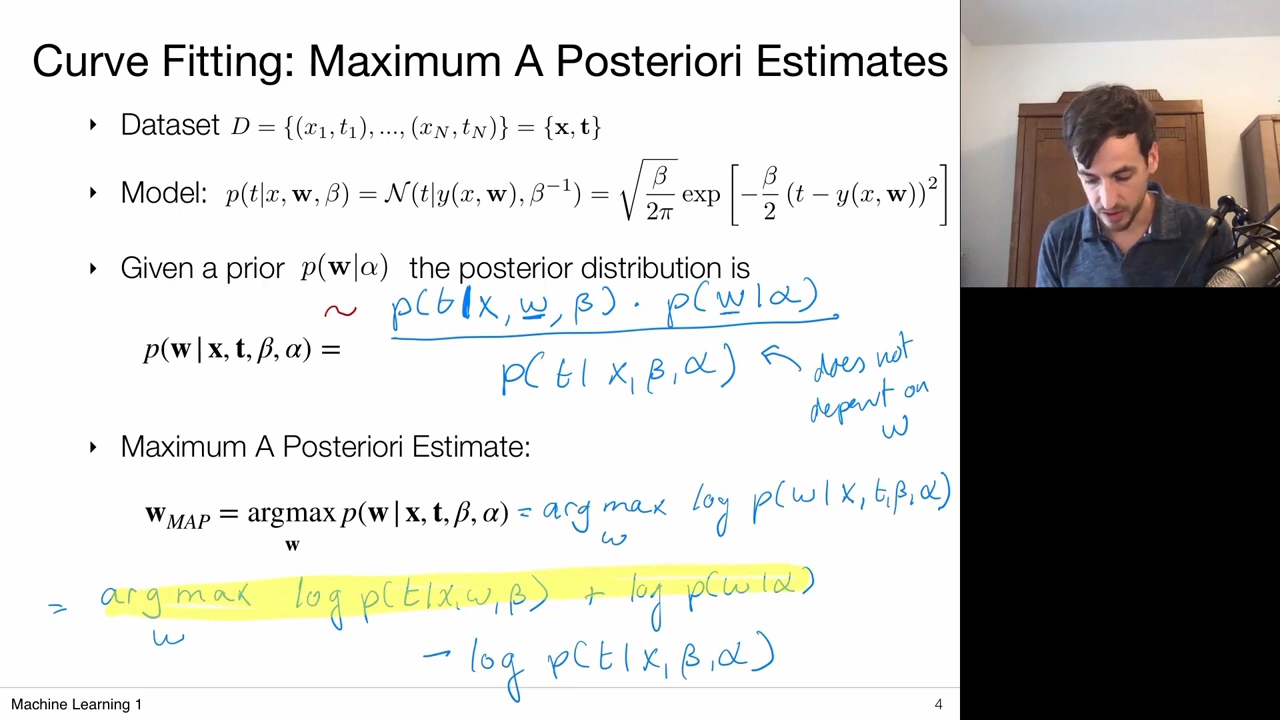 Curve Fitting: Maximum A Posteriori Estimates
‣ Dataset D = {(x₁, t₁), ..., (x_N, t_N)} = {𝐱, 𝐭}
‣ Model: p(t|x, 𝐰, β) = 𝒩(t|y(x, 𝐰), β⁻¹) = √(β/2π) exp [−β/2 (t − y(x, 𝐰))²]
‣ Given a prior p(𝐰|α) the posterior distribution is
~ p(t|x, w, β) · p(w|α)
p(𝐰 | 𝐱, 𝐭, β, α) =
p(t | x, β, α) ↖ does not
depent on
w
‣ Maximum A Posteriori Estimate:
𝐰_MAP = argmax p(𝐰 | 𝐱, 𝐭, β, α) = arg max log p(w | x, t, β, α)
𝐰 w
= arg max log p(t|x, w, β) + log p(w|α)
w
− log p(t | x, β, α)
Machine Learning 1 4